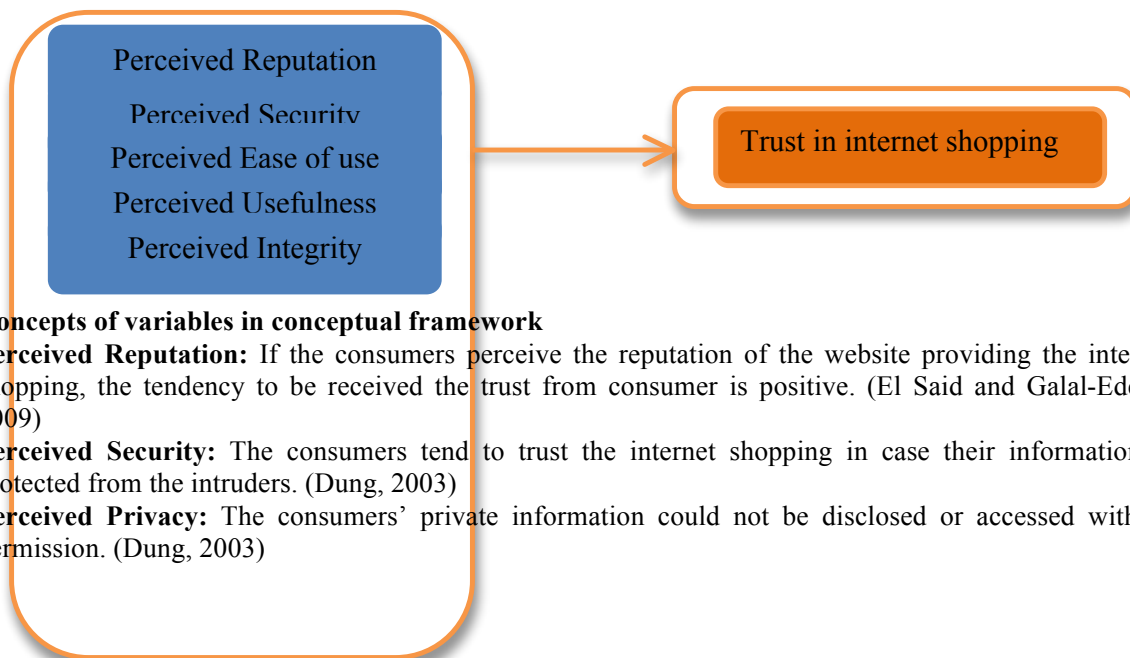 Perceived Reputation
Perceived Security
Perceived Ease of use
Perceived Usefulness
Perceived Integrity
Trust in internet shopping
oncepts of variables in conceptual framework
erceived Reputation: If the consumers perceive the reputation of the website providing the inte
opping, the tendency to be received the trust from consumer is positive. (El Said and Galal-Ede
09)
erceived Security: The consumers tend to trust the internet shopping in case their information
otected from the intruders. (Dung, 2003)
erceived Privacy: The consumers’ private information could not be disclosed or accessed with
ermission. (Dung, 2003)